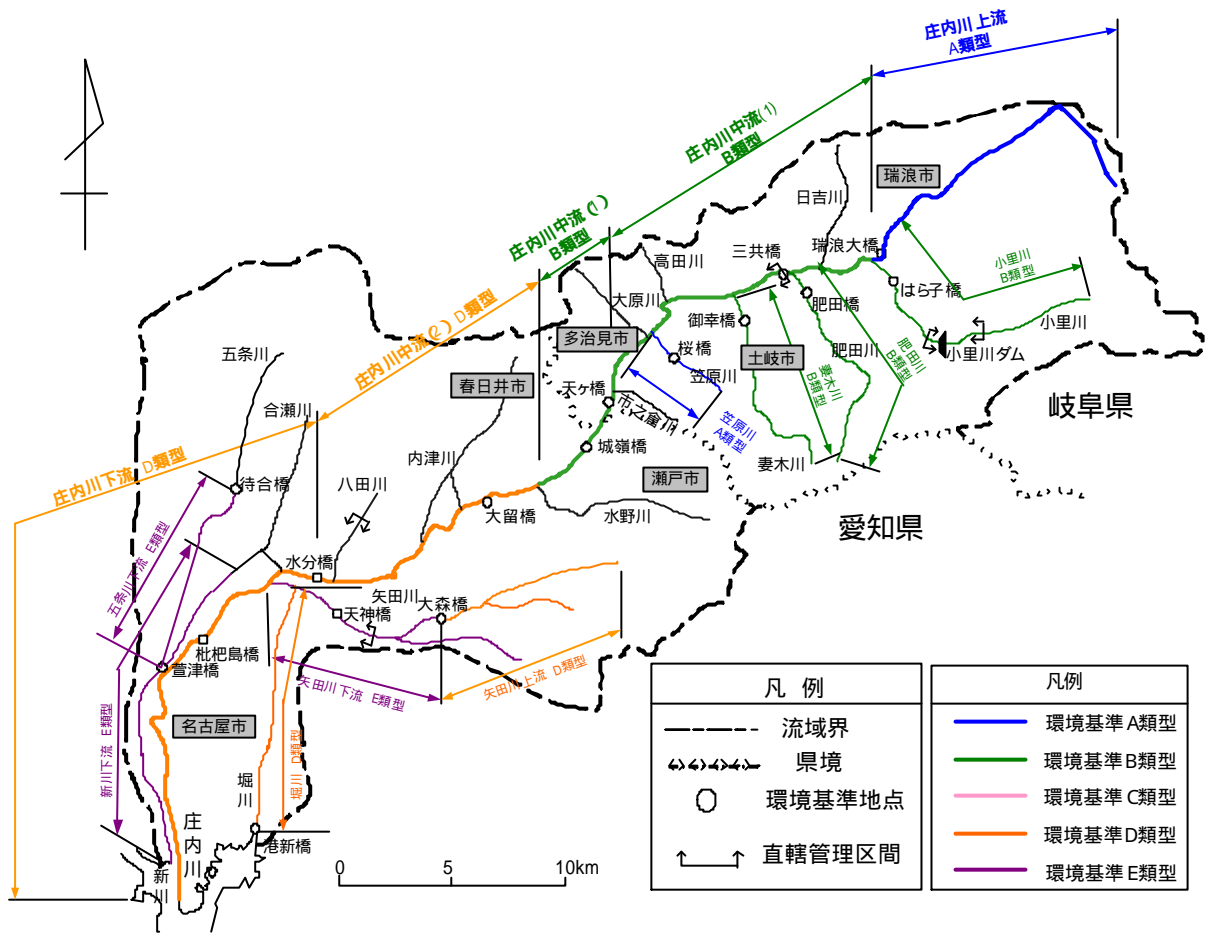 庄内川上流
A類型
庄内川中流(1)
B類型
庄内川中流(1)
B類型
庄内川中流(2) D類型
庄内川下流 D類型
瑞浪市
日吉川
三共橋
瑞浪大橋
小里川
B類型
はら子橋
高田川
大原川
御幸橋
肥田橋
小里川
小里川ダム
多治見市
桜橋
土岐市
肥田川
肥田川
B類型
五条川
春日井市
天ヶ橋
笠原川
妻木川
B類型
岐阜県
合瀬川
市之倉川
笠原川
A類型
城嶺橋
内津川
妻木川
瀬戸市
待合橋
八田川
大留橋
水野川
愛知県
五条川下流 E類型
水分橋
矢田川
大森橋
天神橋
枇杷島橋
萱津橋
矢田川下流 E類型
矢田川上流 D類型
名古屋市
新川下流 E類型
堀川
堀川 D類型
庄内川
港新橋
新川
0
5
10km
凡 例
流域界
県境
環境基準地点
直轄管理区間
凡例
環境基準A類型
環境基準B類型
環境基準C類型
環境基準D類型
環境基準E類型